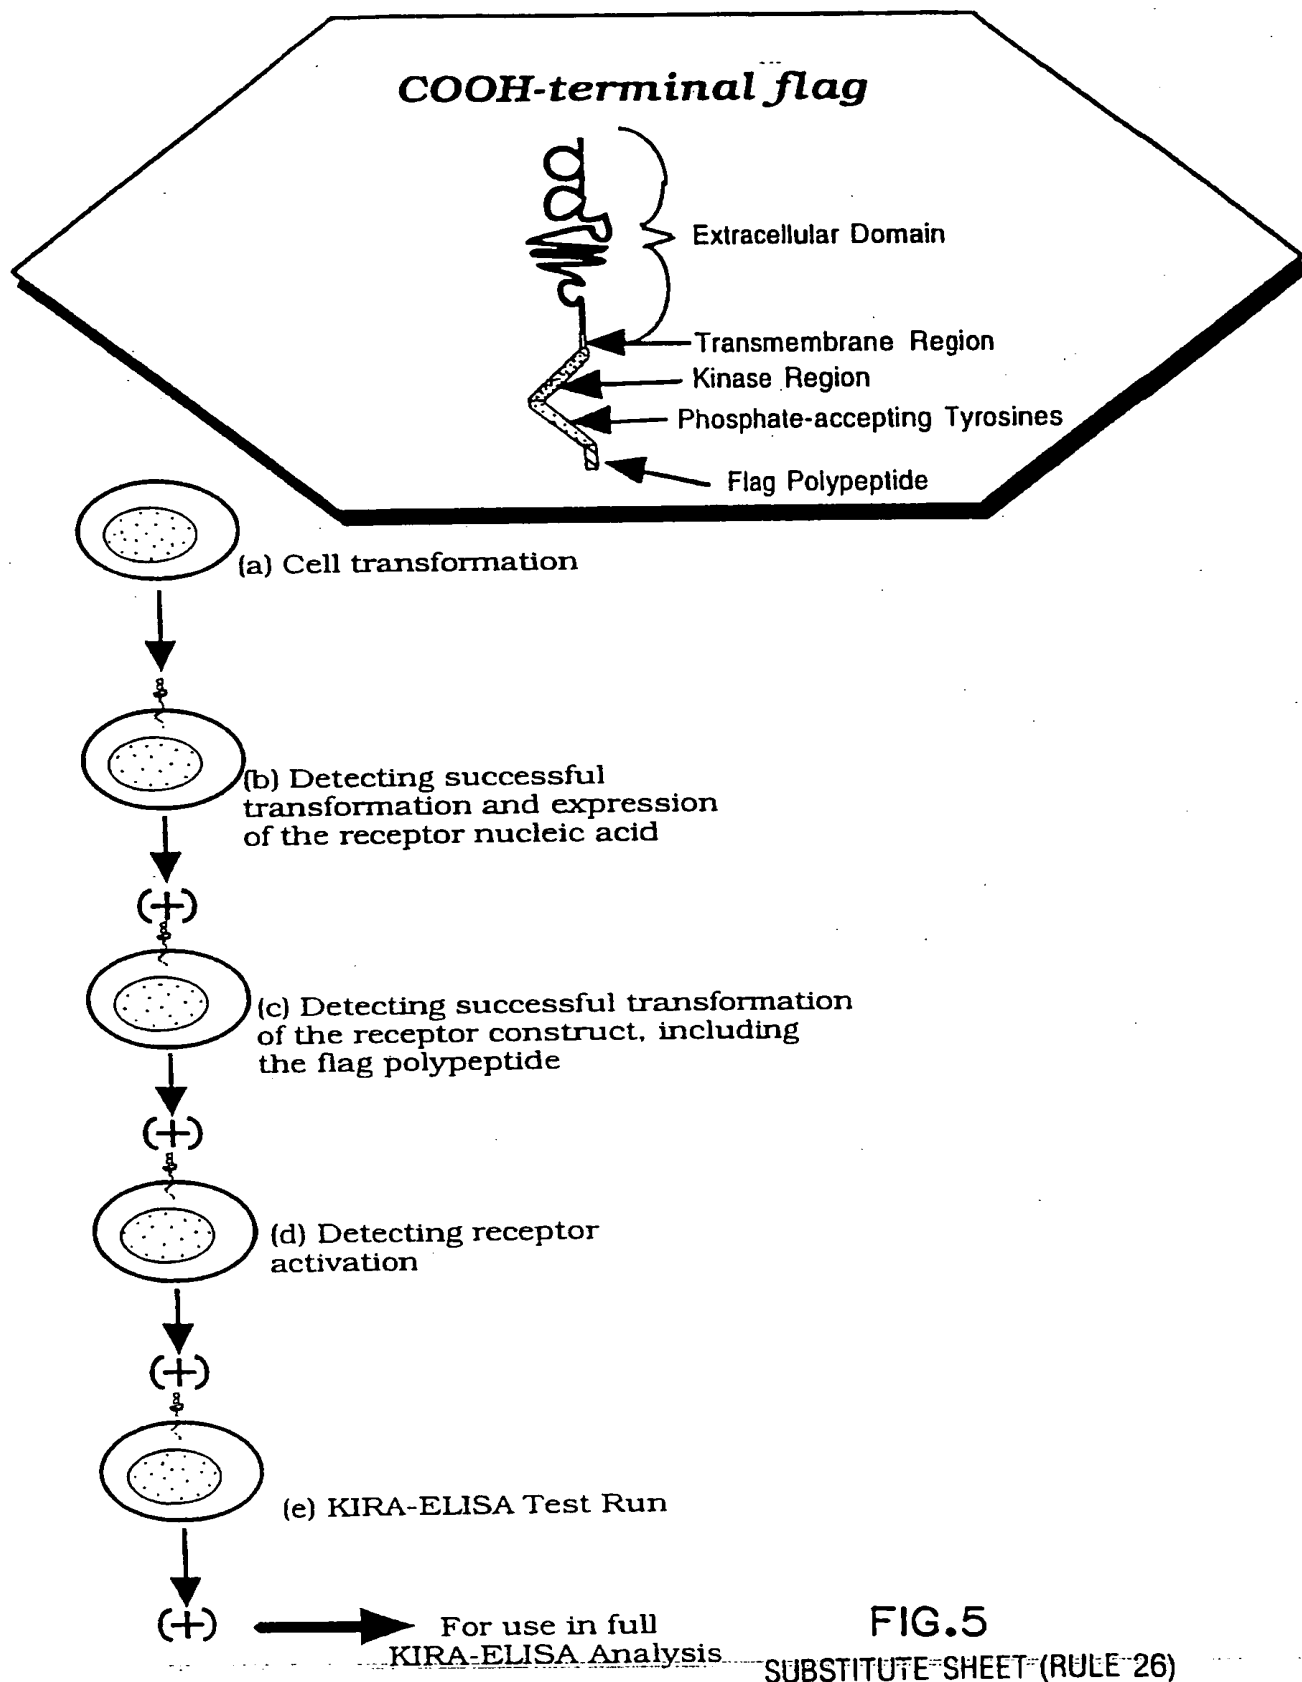 COOH-terminal flag
Extracellular Domain
Transmembrane Region
Kinase Region
Phosphate-accepting Tyrosines
Flag Polypeptide
(a) Cell transformation
(b) Detecting successful
transformation and expression
of the receptor nucleic acid
(+)
(c) Detecting successful transformation
of the receptor construct, including
the flag polypeptide
(+)
(d) Detecting receptor
activation
(+)
(e) KIRA-ELISA Test Run
(+)
For use in full
KIRA-ELISA Analysis
FIG.5
SUBSTITUTE SHEET (RULE 26)